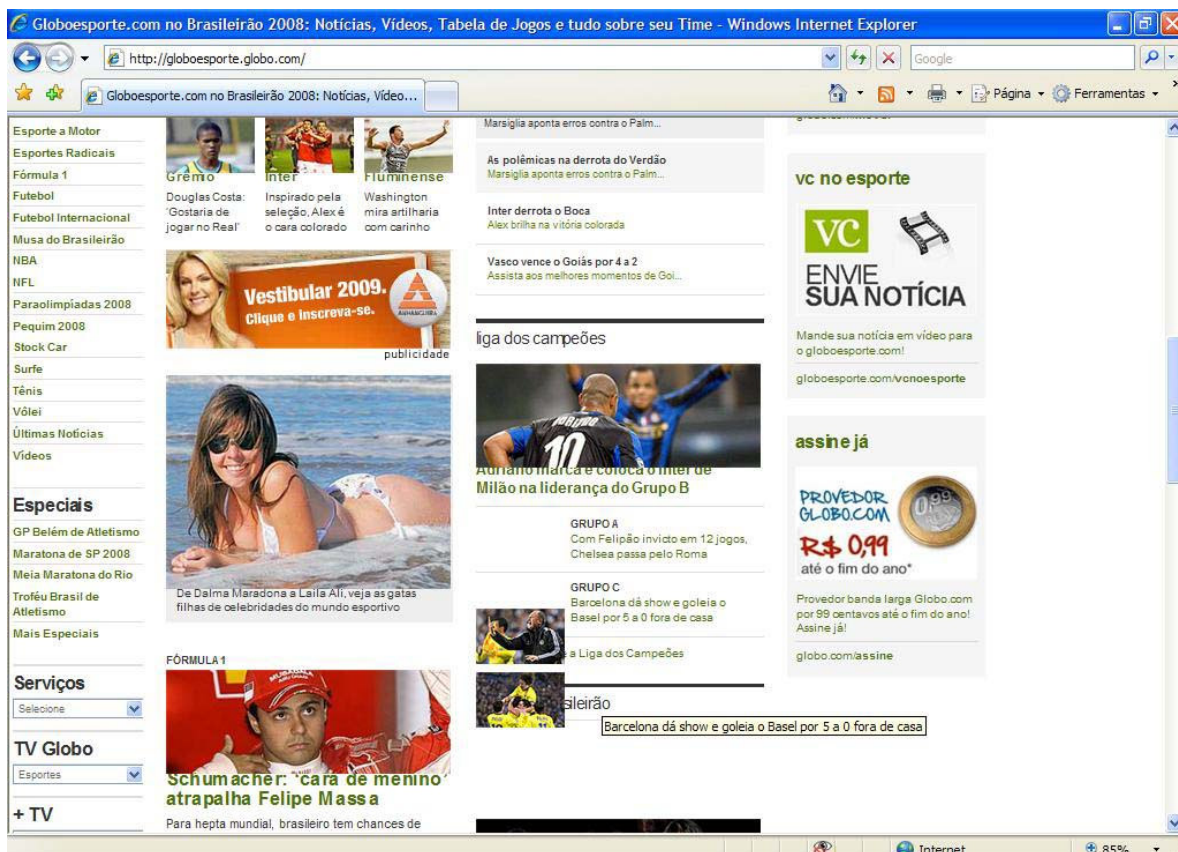 Globoesporte.com no Brasileirão 2008: Notícias, Vídeos, Tabela de Jogos e tudo sobre seu Time - Windows Internet Explorer
http://globoesporte.globo.com/
Google
Globoesporte.com no Brasileirão 2008: Notícias, Vídeo...
Página
Ferramentas
Esporte a Motor
Esportes Radicais
Fórmula 1
Futebol
Futebol Internacional
Musa do Brasileirão
NBA
NFL
Paraolimpíadas 2008
Pequim 2008
Stock Car
Surfe
Tênis
Vôlei
Últimas Notícias
Vídeos
Especiais
GP Belém de Atletismo
Maratona de SP 2008
Meia Maratona do Rio
Troféu Brasil de
Atletismo
Mais Especiais
Serviços
Selecione
TV Globo
Esportes
+ TV
Grêmio
Douglas Costa:
'Gostaria de
jogar no Real'
Inter
Inspirado pela
seleção, Alex é
o cara colorado
Fluminense
Washington
mira artilharia
com carinho
Vestibular 2009.
Clique e inscreva-se.
ANHANGUERA
publicidade
De Dalma Maradona a Laila Ali, veja as gatas
filhas de celebridades do mundo esportivo
FÓRMULA 1
MUBADALA
Schumacher: 'cara de menino'
atrapalha Felipe Massa
Para hepta mundial, brasileiro tem chances de
Marsiglia aponta erros contra o Palm...
As polêmicas na derrota do Verdão
Marsiglia aponta erros contra o Palm...
Inter derrota o Boca
Alex brilha na vitória colorada
Vasco vence o Goiás por 4 a 2
Assista aos melhores momentos de Goi...
liga dos campeões
10
Adriano marca e coloca o Inter de
Milão na liderança do Grupo B
GRUPO A
Com Felipão invicto em 12 jogos,
Chelsea passa pelo Roma
GRUPO C
Barcelona dá show e goleia o
Basel por 5 a 0 fora de casa
a Liga dos Campeões
sileirão
Barcelona dá show e goleia o Basel por 5 a 0 fora de casa
vc no esporte
VC
ENVIE
SUA NOTÍCIA
Mande sua notícia em vídeo para
o globoesporte.com!
globoesporte.com/vcnoesporte
assine já
PROVEDOR
GLOBO.COM
0,99
R$ 0,99
até o fim do ano*
Provedor banda larga Globo.com
por 99 centavos até o fim do ano!
Assine já!
globo.com/assine
Internet
85%